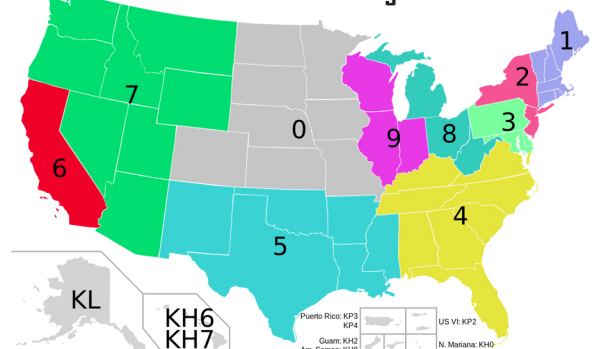 1
2
7
3
0
9
8
6
4
5
KL
KH6
KH7
Puerto Rico: KP3
KP4
US VI: KP2
Guam: KH2
N. Mariana: KH0